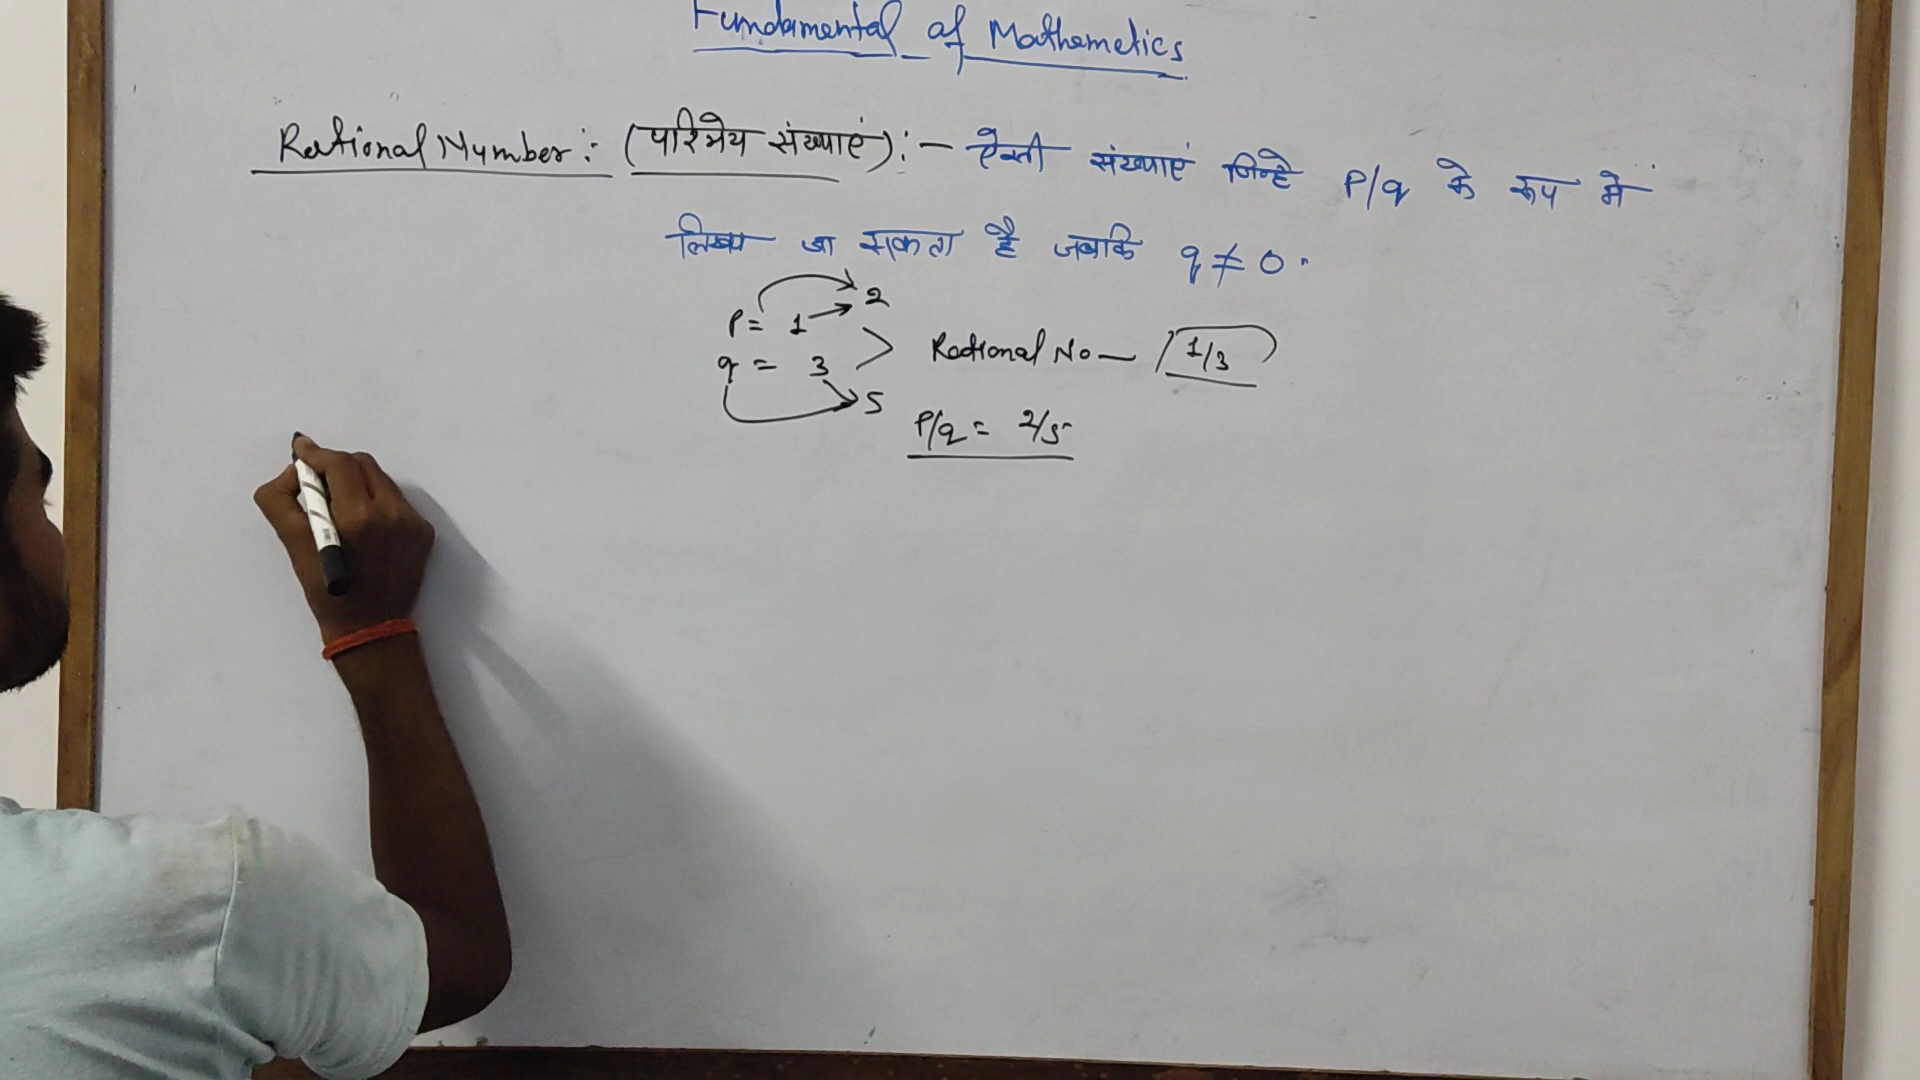 Fundamental of Mathemetics
Rational Number: (परिमेय संख्याएं):- ऐसी संख्याएं जिन्हे P/q के रूप में
लिखा जा सकता है जबकि q ≠ 0.
P = 1 → 2
q = 3 → 5
Rational No — 1/3
P/q = 2/5